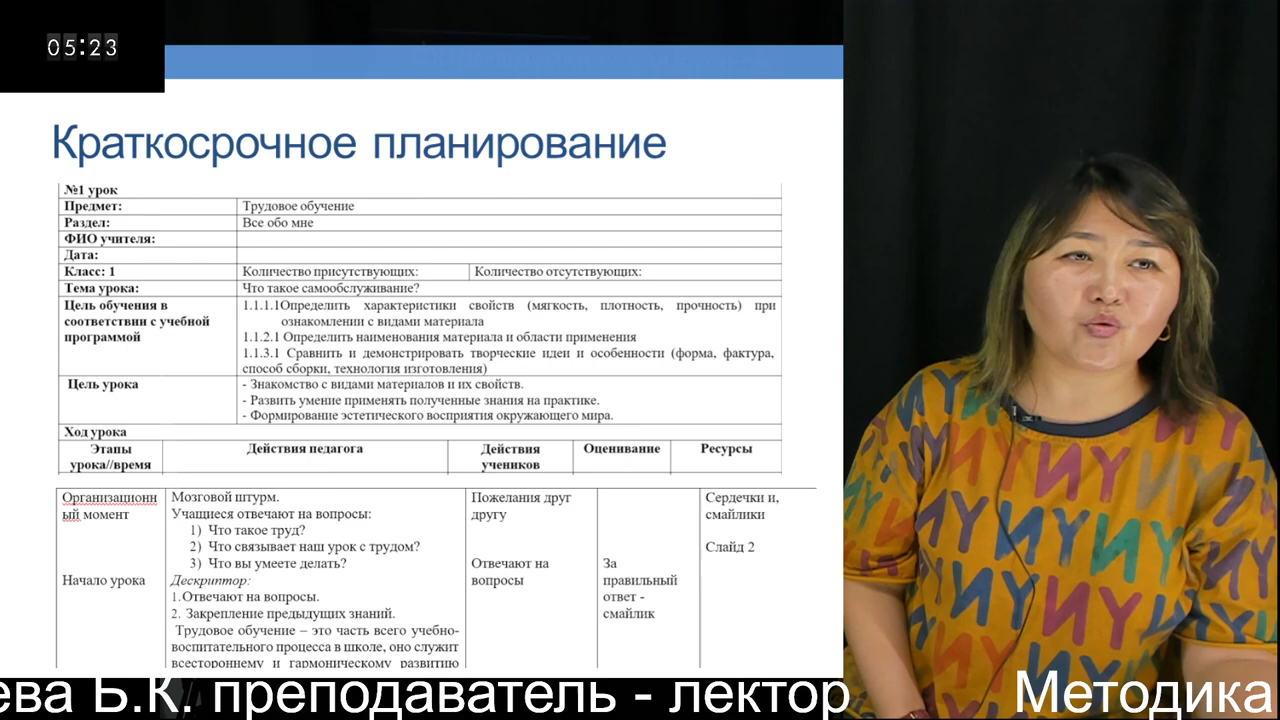 05:23
Краткосрочное планирование
№1 урок
Предмет: Трудовое обучение
Раздел: Все обо мне
ФИО учителя:
Дата:
Класс: 1 Количество присутствующих: Количество отсутствующих:
Тема урока: Что такое самообслуживание?
Цель обучения в
соответствии с учебной
программой
1.1.1.1Определить характеристики свойств (мягкость, плотность, прочность) при
ознакомлении с видами материала
1.1.2.1 Определить наименования материала и области применения
1.1.3.1 Сравнить и демонстрировать творческие идеи и особенности (форма, фактура,
способ сборки, технология изготовления)
Цель урока
- Знакомство с видами материалов и их свойств.
- Развить умение применять полученные знания на практике.
- Формирование эстетического восприятия окружающего мира.
Ход урока
Этапы
урока//время
Действия педагога
Действия
учеников
Оценивание
Ресурсы
Организационн
ый момент
Начало урока
Мозговой штурм.
Учащиеся отвечают на вопросы:
1) Что такое труд?
2) Что связывает наш урок с трудом?
3) Что вы умеете делать?
Дескриптор:
1.Отвечают на вопросы.
2. Закрепление предыдущих знаний.
Трудовое обучение – это часть всего учебно-
воспитательного процесса в школе, оно служит
всестороннему и гармоническому развитию
Пожелания друг
другу
Отвечают на
вопросы
За
правильный
ответ -
смайлик
Сердечки и,
смайлики
Слайд 2
ева Б.К. преподаватель - лектор Методика